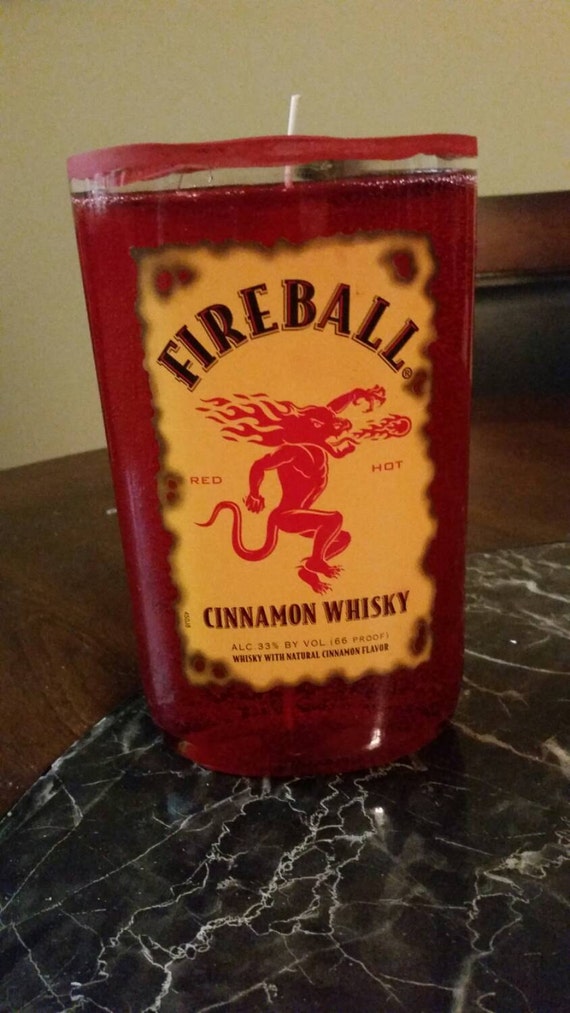 FIREBALL®
RED HOT
CINNAMON WHISKY
ALC. 33% BY VOL. (66 PROOF)
WHISKY WITH NATURAL CINNAMON FLAVOR